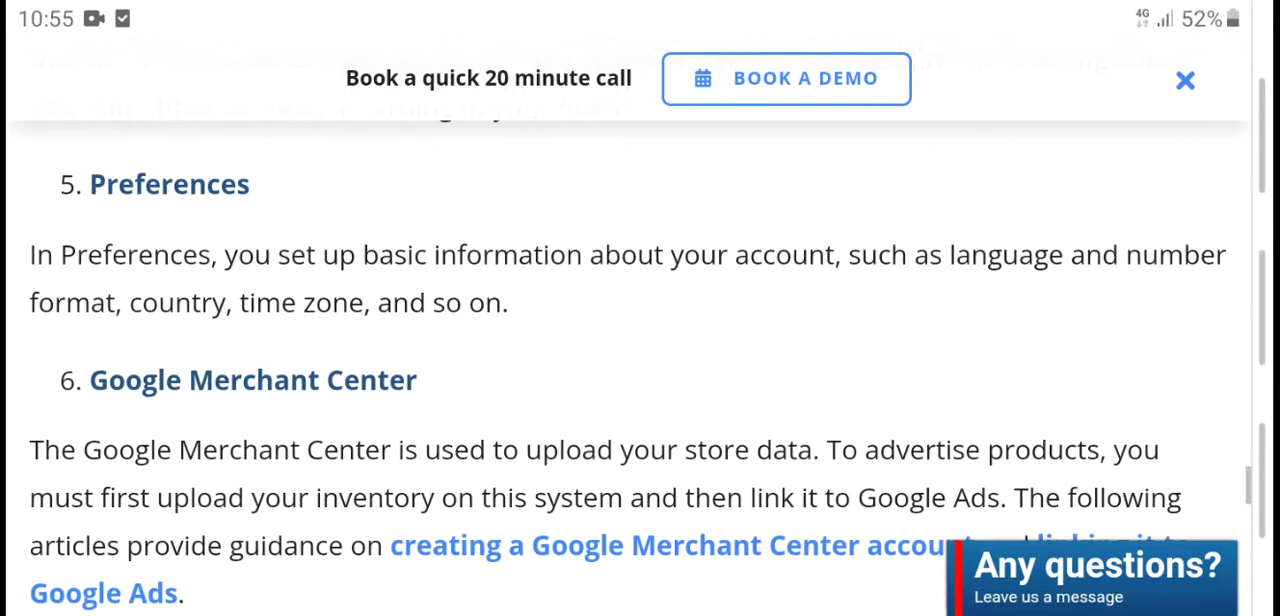 10:55
4G 52%
Book a quick 20 minute call
BOOK A DEMO
5. Preferences
In Preferences, you set up basic information about your account, such as language and number
format, country, time zone, and so on.
6. Google Merchant Center
The Google Merchant Center is used to upload your store data. To advertise products, you
must first upload your inventory on this system and then link it to Google Ads. The following
articles provide guidance on creating a Google Merchant Center
Google Ads.
Any questions?
Leave us a message